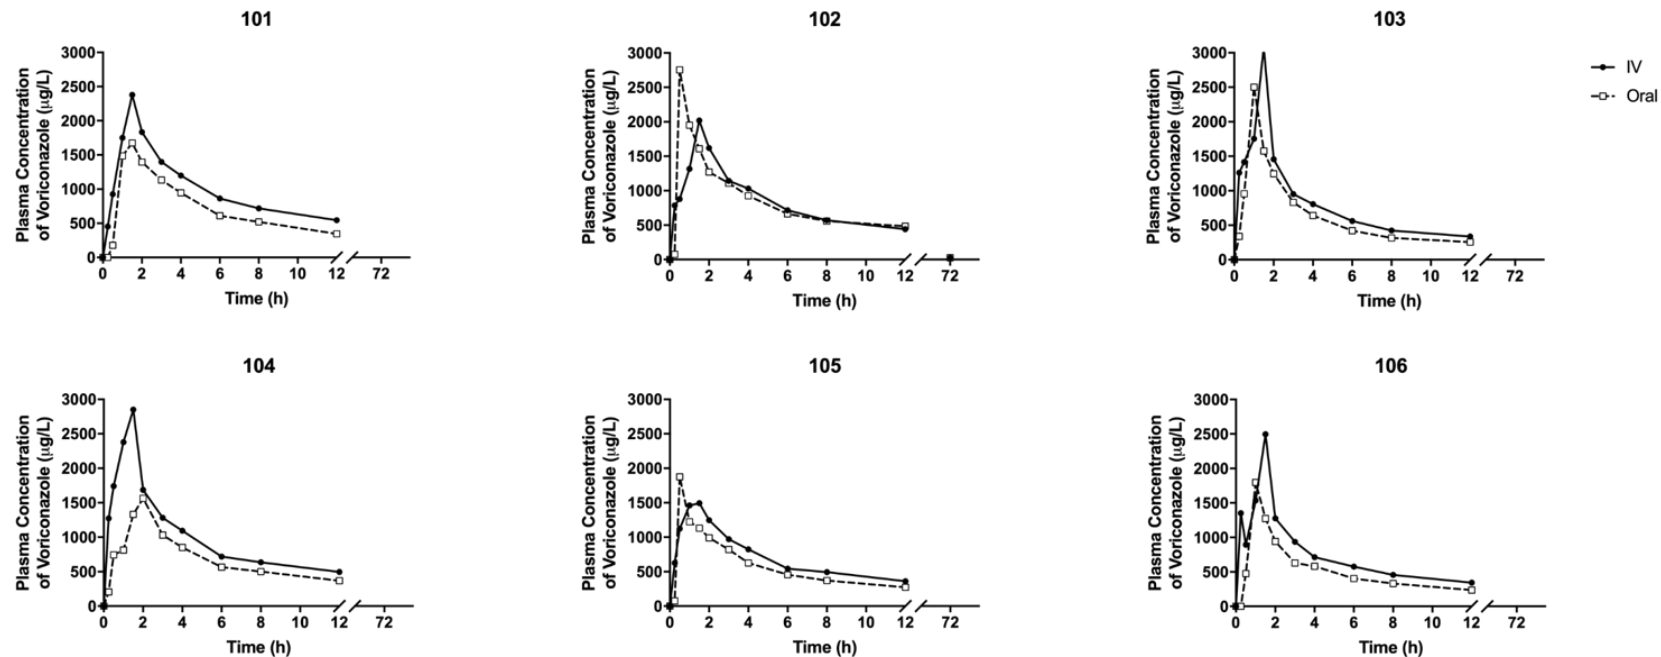 101
102
103
Plasma Concentration
of Voriconazole (µg/L)
3000
2500
2000
1500
1000
500
0
0 2 4 6 8 10 12 72
Time (h)
Plasma Concentration
of Voriconazole (µg/L)
3000
2500
2000
1500
1000
500
0
0 2 4 6 8 10 12 72
Time (h)
Plasma Concentration
of Voriconazole (µg/L)
3000
2500
2000
1500
1000
500
0
0 2 4 6 8 10 12 72
Time (h)
IV
Oral
104
105
106
Plasma Concentration
of Voriconazole (µg/L)
3000
2500
2000
1500
1000
500
0
0 2 4 6 8 10 12 72
Time (h)
Plasma Concentration
of Voriconazole (µg/L)
3000
2500
2000
1500
1000
500
0
0 2 4 6 8 10 12 72
Time (h)
Plasma Concentration
of Voriconazole (µg/L)
3000
2500
2000
1500
1000
500
0
0 2 4 6 8 10 12 72
Time (h)